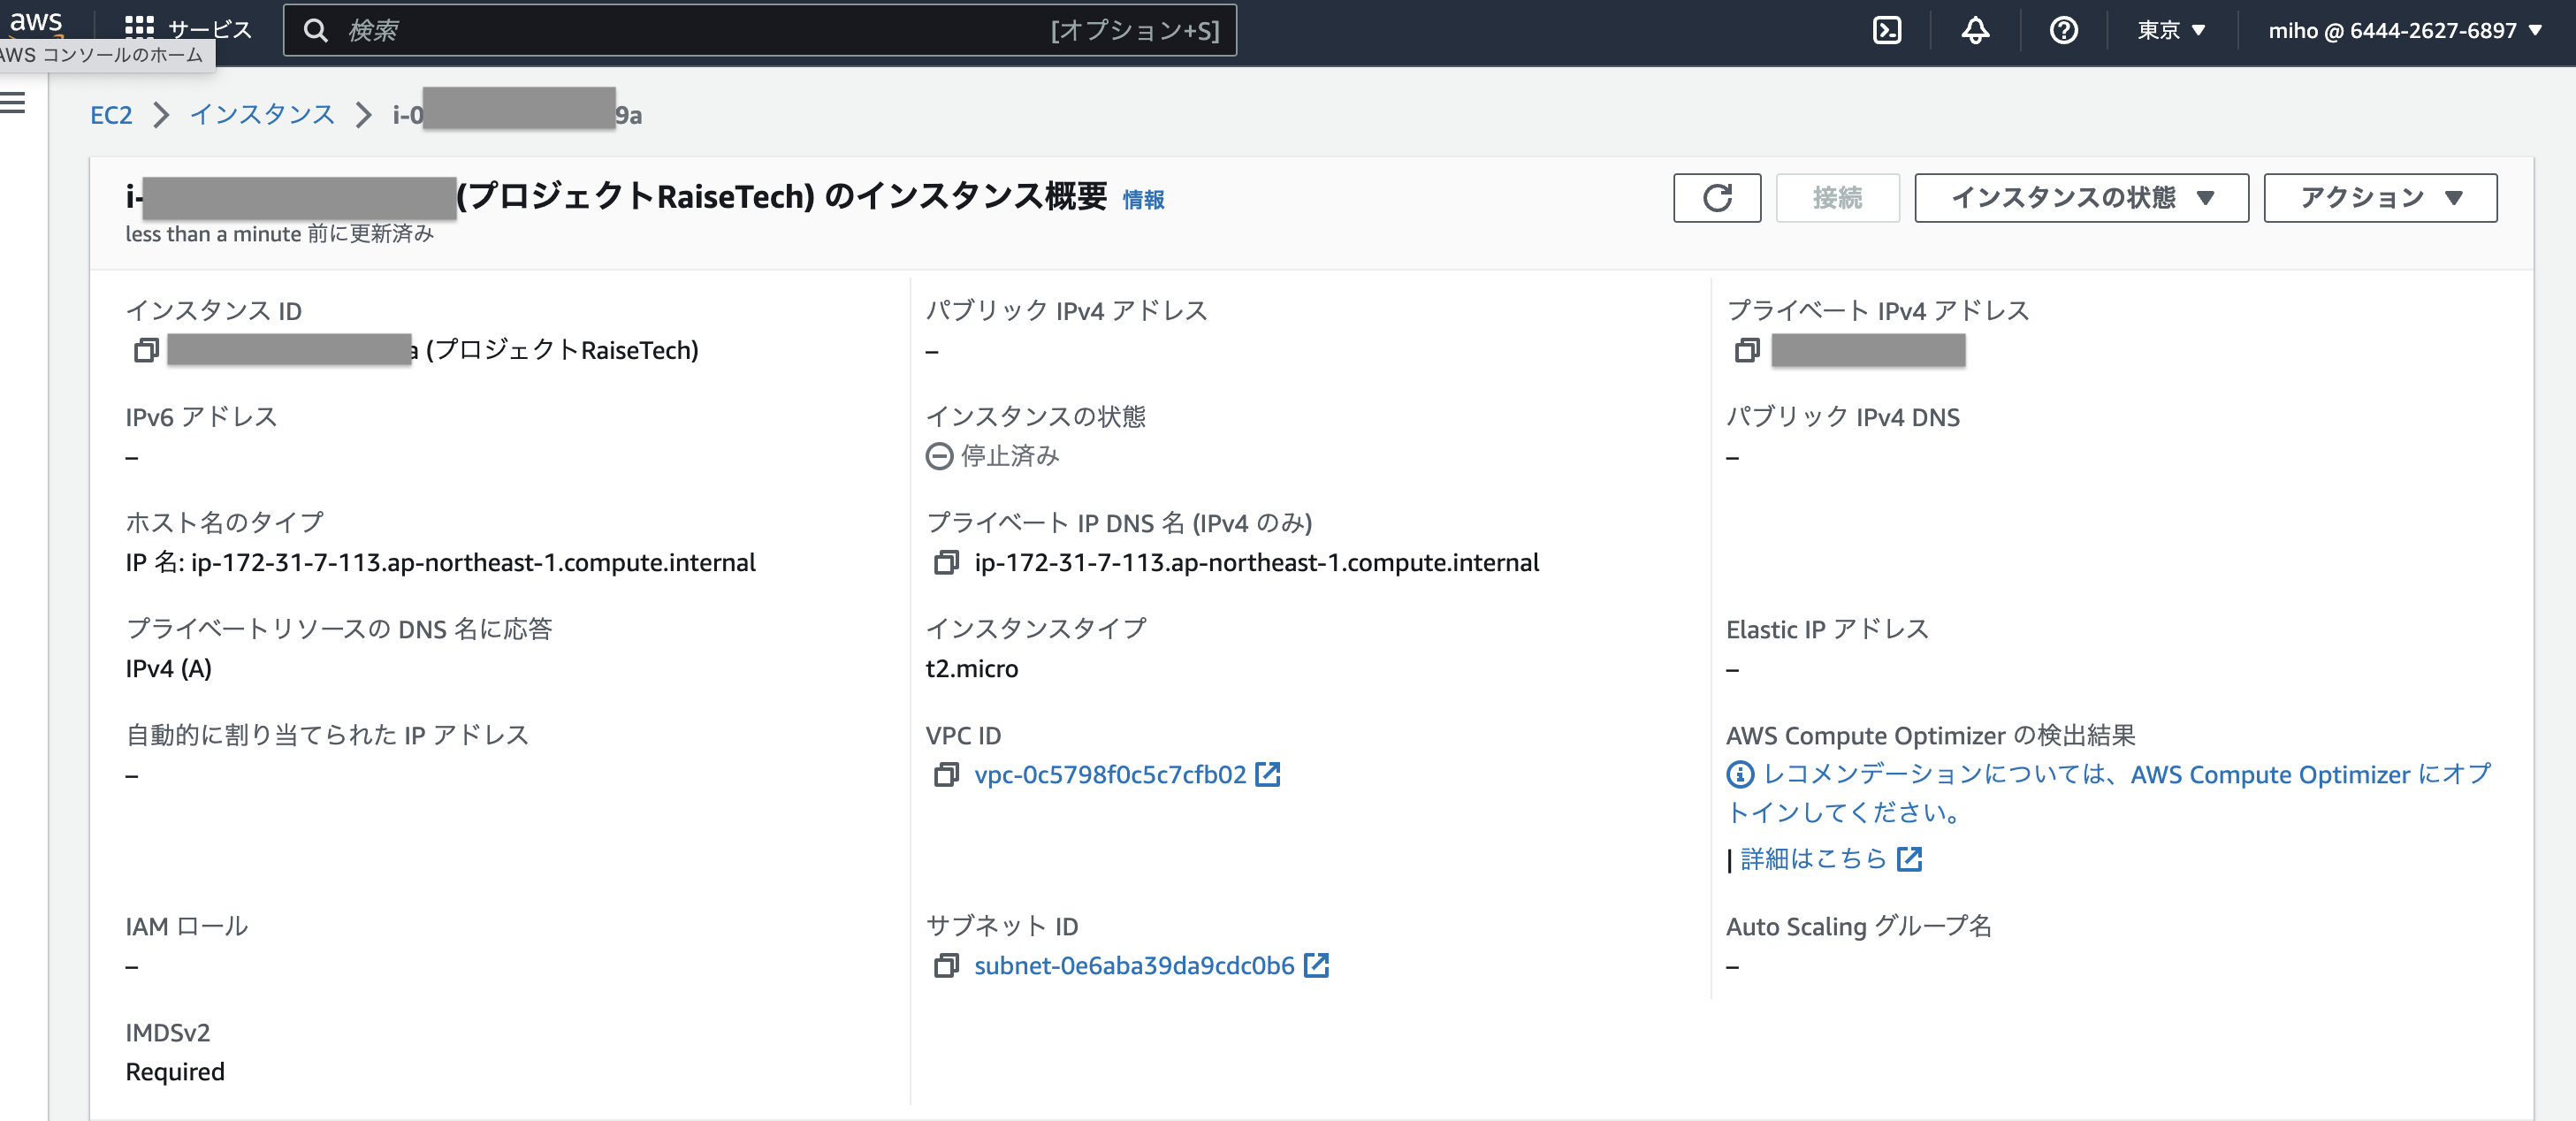 aws
サービス
検索
[オプション+S]
東京
miho @ 6444-2627-6897
AWS コンソールのホーム
EC2
インスタンス
i-0
9a
i-
(プロジェクトRaiseTech) のインスタンス概要
情報
less than a minute 前に更新済み
接続
インスタンスの状態
アクション
インスタンス ID
a (プロジェクトRaiseTech)
パブリック IPv4 アドレス
–
プライベート IPv4 アドレス
IPv6 アドレス
–
インスタンスの状態
停止済み
パブリック IPv4 DNS
–
ホスト名のタイプ
IP 名: ip-172-31-7-113.ap-northeast-1.compute.internal
プライベート IP DNS 名 (IPv4 のみ)
ip-172-31-7-113.ap-northeast-1.compute.internal
プライベートリソースの DNS 名に応答
IPv4 (A)
インスタンスタイプ
t2.micro
Elastic IP アドレス
–
自動的に割り当てられた IP アドレス
–
VPC ID
vpc-0c5798f0c5c7cfb02
AWS Compute Optimizer の検出結果
レコメンデーションについては、AWS Compute Optimizer にオプ
トインしてください。
| 詳細はこちら
IAM ロール
–
サブネット ID
subnet-0e6aba39da9cdc0b6
Auto Scaling グループ名
–
IMDSv2
Required